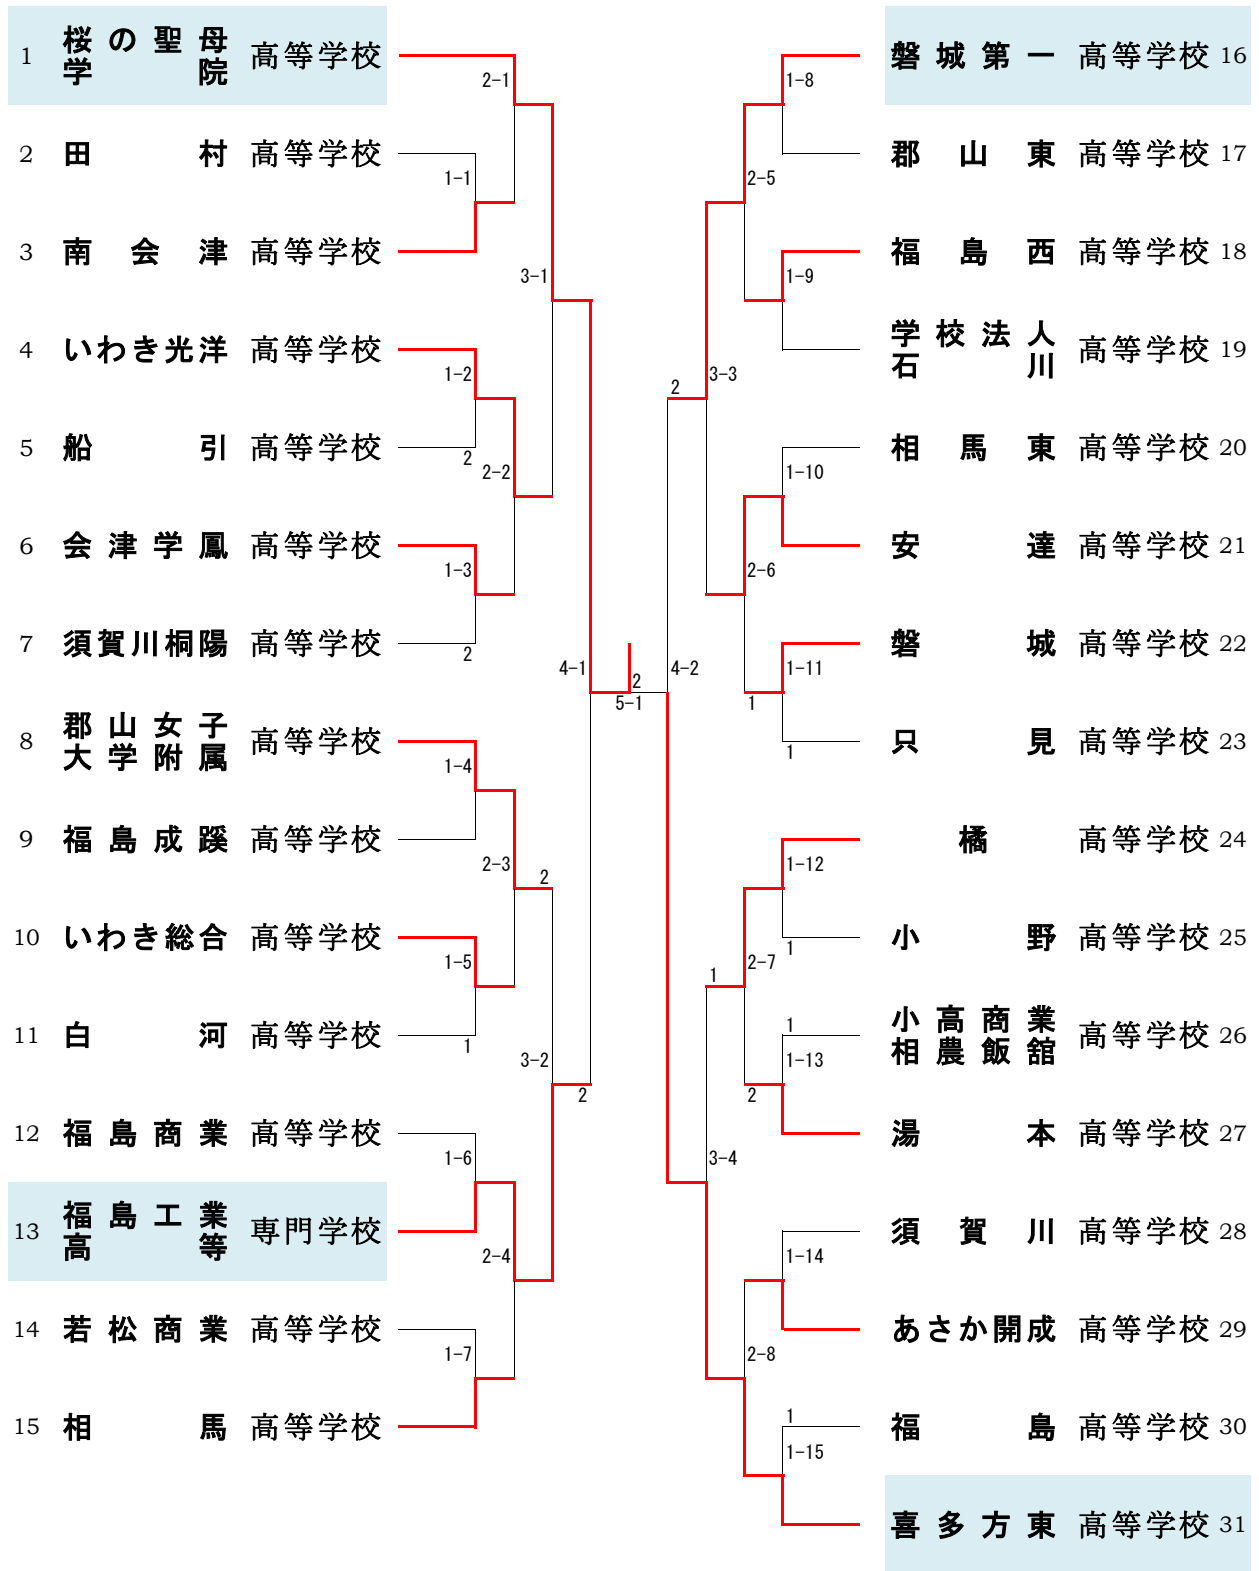 1 桜の聖母学院 高等学校
2 田村 高等学校
3 南会津 高等学校
4 いわき光洋 高等学校
5 船引 高等学校
6 会津学鳳 高等学校
7 須賀川桐陽 高等学校
8 郡山女子大学附属 高等学校
9 福島成蹊 高等学校
10 いわき総合 高等学校
11 白河 高等学校
12 福島商業 高等学校
13 福島工業高等 専門学校
14 若松商業 高等学校
15 相馬 高等学校
2-1
1-1
3-1
1-2
2
2-2
1-3
2
4-1
1-4
2-3
2
1-5
1
3-2
2
1-6
2-4
1-7
2
5-1
1-8
2-5
1-9
3-3
2
1-10
2-6
4-2
1-11
1
1
1-12
1
2-7
1
1
1-13
2
3-4
1-14
2-8
1
1-15
磐城第一 高等学校 16
郡山東 高等学校 17
福島西 高等学校 18
学校法人石川 高等学校 19
相馬東 高等学校 20
安達 高等学校 21
磐城 高等学校 22
只見 高等学校 23
橘 高等学校 24
小野 高等学校 25
小高商業相農飯舘 高等学校 26
湯本 高等学校 27
須賀川 高等学校 28
あさか開成 高等学校 29
福島 高等学校 30
喜多方東 高等学校 31